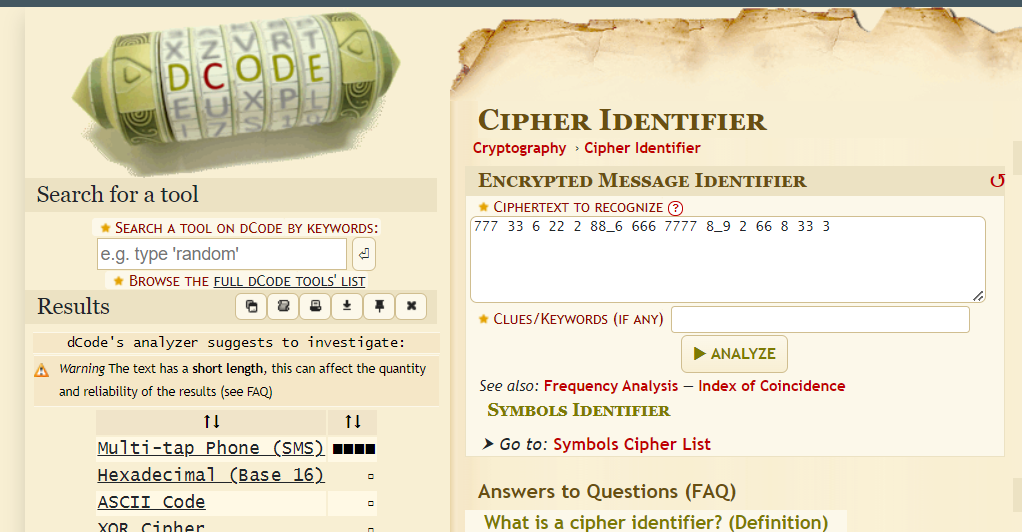 X Z V R T
D C O D E
E U X P L
Search for a tool
★ Search a tool on dCode by keywords:
e.g. type 'random'
★ Browse the full dCode tools' list
Results
dCode's analyzer suggests to investigate:
Warning The text has a short length, this can affect the quantity
and reliability of the results (see FAQ)
↑↓ ↑↓
Multi-tap Phone (SMS) ■■■■
Hexadecimal (Base 16) ▫
ASCII Code ▫
XOR Cipher
Cipher Identifier
Cryptography › Cipher Identifier
Encrypted Message Identifier
★ Ciphertext to recognize ?
777 33 6 22 2 88_6 666 7777 8_9 2 66 8 33 3
★ Clues/Keywords (if any)
▶ ANALYZE
See also: Frequency Analysis — Index of Coincidence
Symbols Identifier
➤ Go to: Symbols Cipher List
Answers to Questions (FAQ)
What is a cipher identifier? (Definition)